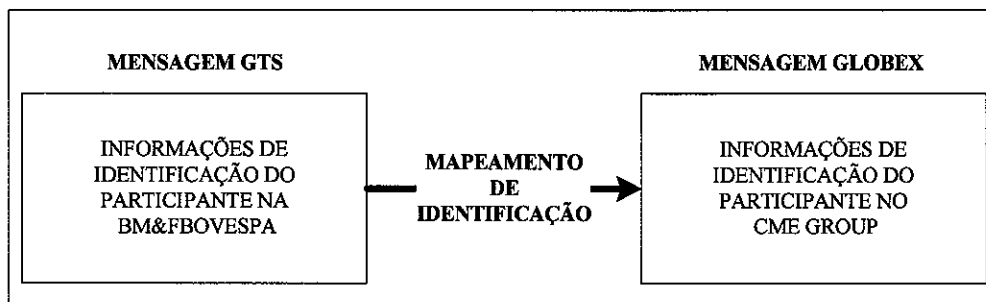 MENSAGEM GTS
MENSAGEM GLOBEX
INFORMAÇÕES DE
IDENTIFICAÇÃO DO
PARTICIPANTE NA
BM&FBOVESPA
MAPEAMENTO
DE
IDENTIFICAÇÃO
INFORMAÇÕES DE
IDENTIFICAÇÃO DO
PARTICIPANTE NO
CME GROUP